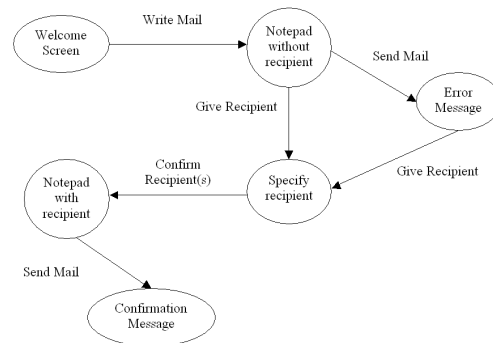 Write Mail
Welcome
Screen
Notepad
without
recipient
Send Mail
Error
Message
Give Recipient
Confirm
Recipient(s)
Specify
recipient
Give Recipient
Notepad
with
recipient
Send Mail
Confirmation
Message